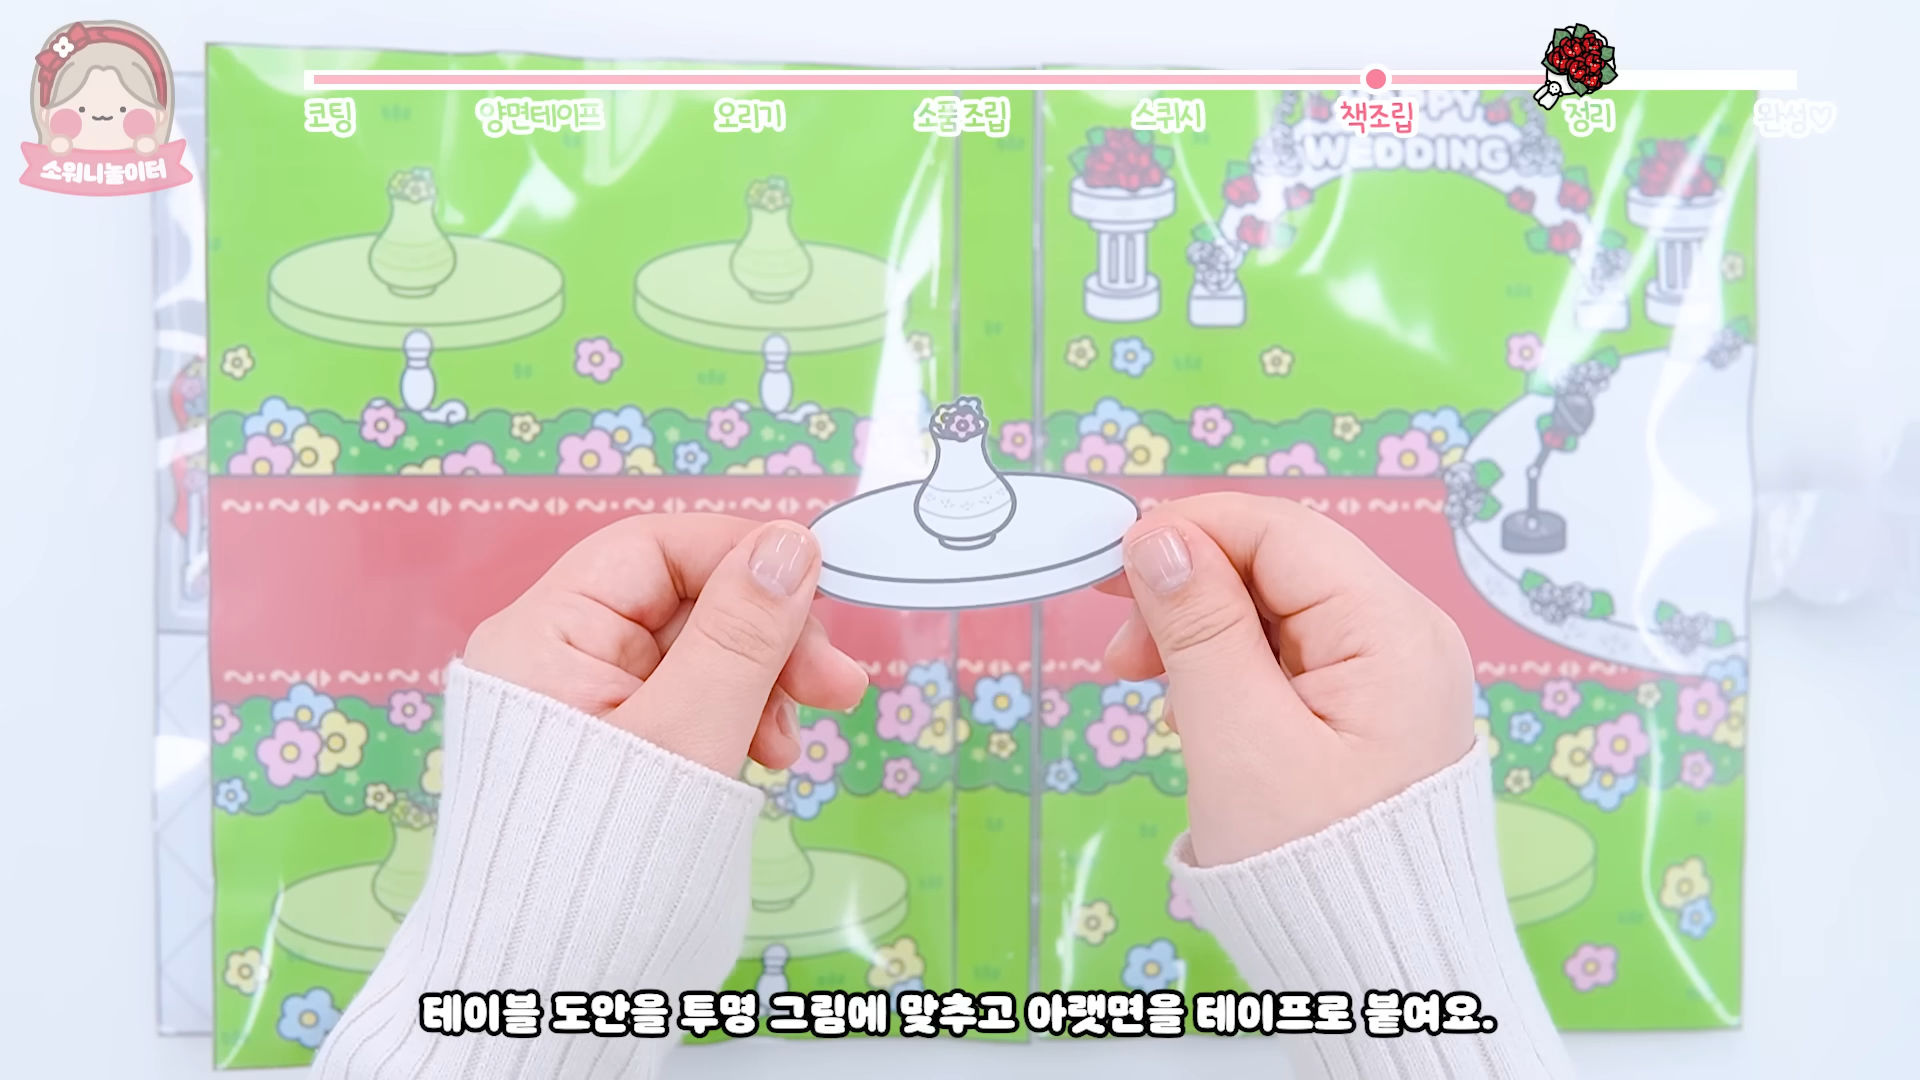 코팅 양면테이프 오리기 소품조립 스퀴시 책조립 정리 완성♡
소워니놀이터
WEDDING
테이블 도안을 투명 그림에 맞추고 아랫면을 테이프로 붙여요.